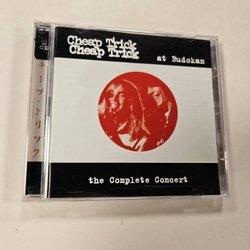 Cheap Trick
Cheap Trick
at Budokan
the Complete Concert
チープ・トリック